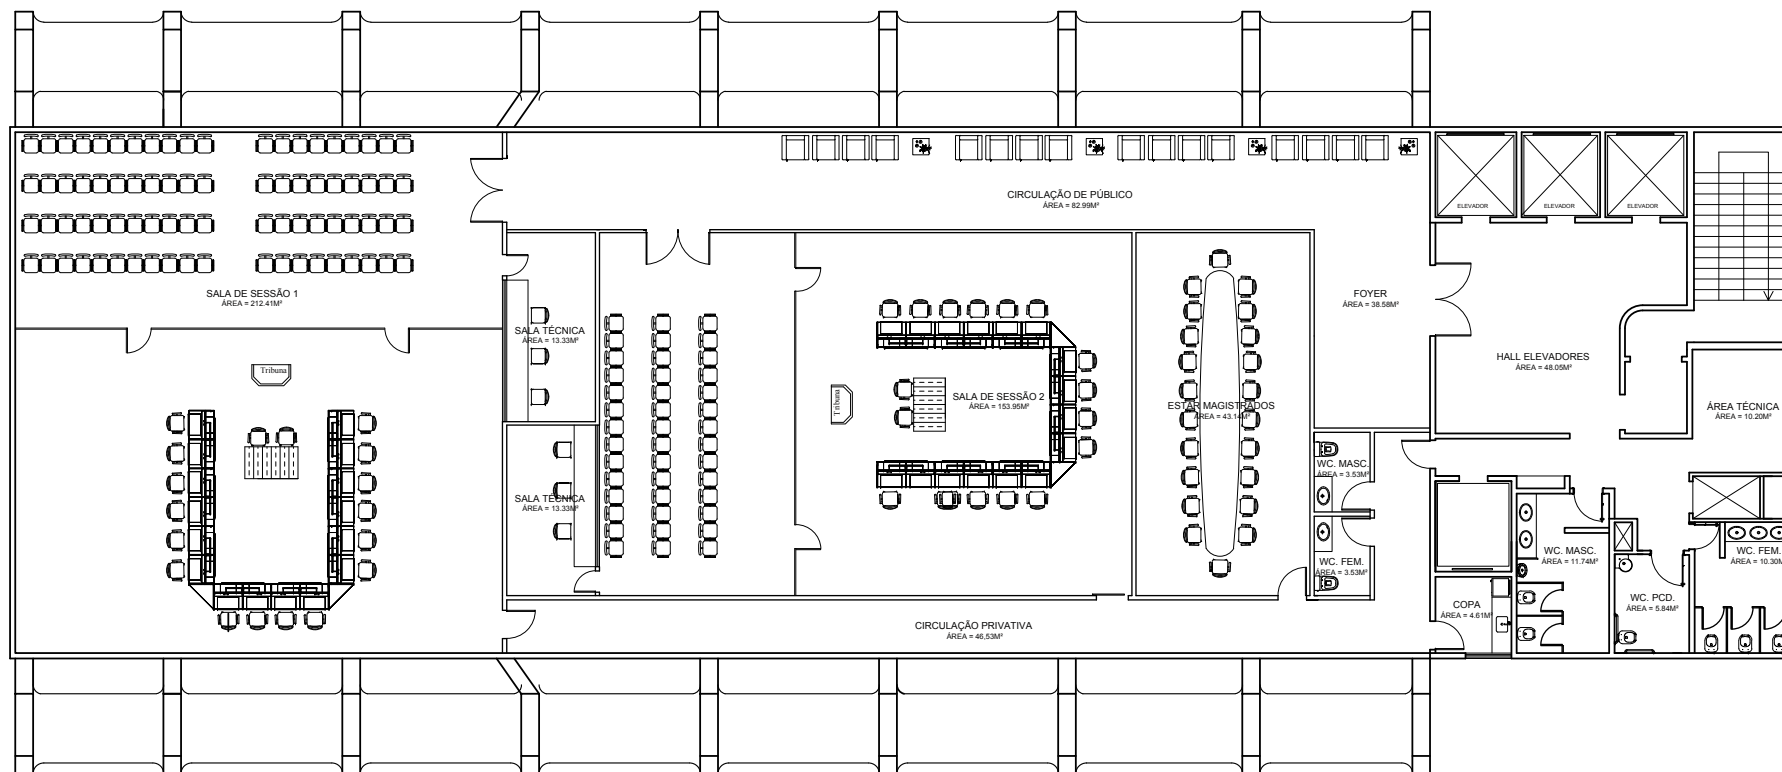 ELEVADOR
ELEVADOR
ELEVADOR
CIRCULAÇÃO DE PÚBLICO
ÁREA = 82.99M²
SALA DE SESSÃO 1
ÁREA = 212.41M²
FOYER
ÁREA = 38.58M²
SALA TÉCNICA
ÁREA = 13.33M²
HALL ELEVADORES
ÁREA = 48.05M²
Tribuna
SALA DE SESSÃO 2
ÁREA = 153.95M²
Tribuna
ESTAR MAGISTRADOS
ÁREA = 43.14M²
ÁREA TÉCNICA
ÁREA = 10.20M²
WC. MASC.
ÁREA = 3.53M²
SALA TÉCNICA
ÁREA = 13.33M²
WC. FEM.
ÁREA = 3.53M²
WC. MASC.
ÁREA = 11.74M²
WC. FEM.
ÁREA = 10.30M²
WC. PCD.
ÁREA = 5.84M²
COPA
ÁREA = 4.61M²
CIRCULAÇÃO PRIVATIVA
ÁREA = 46,53M²